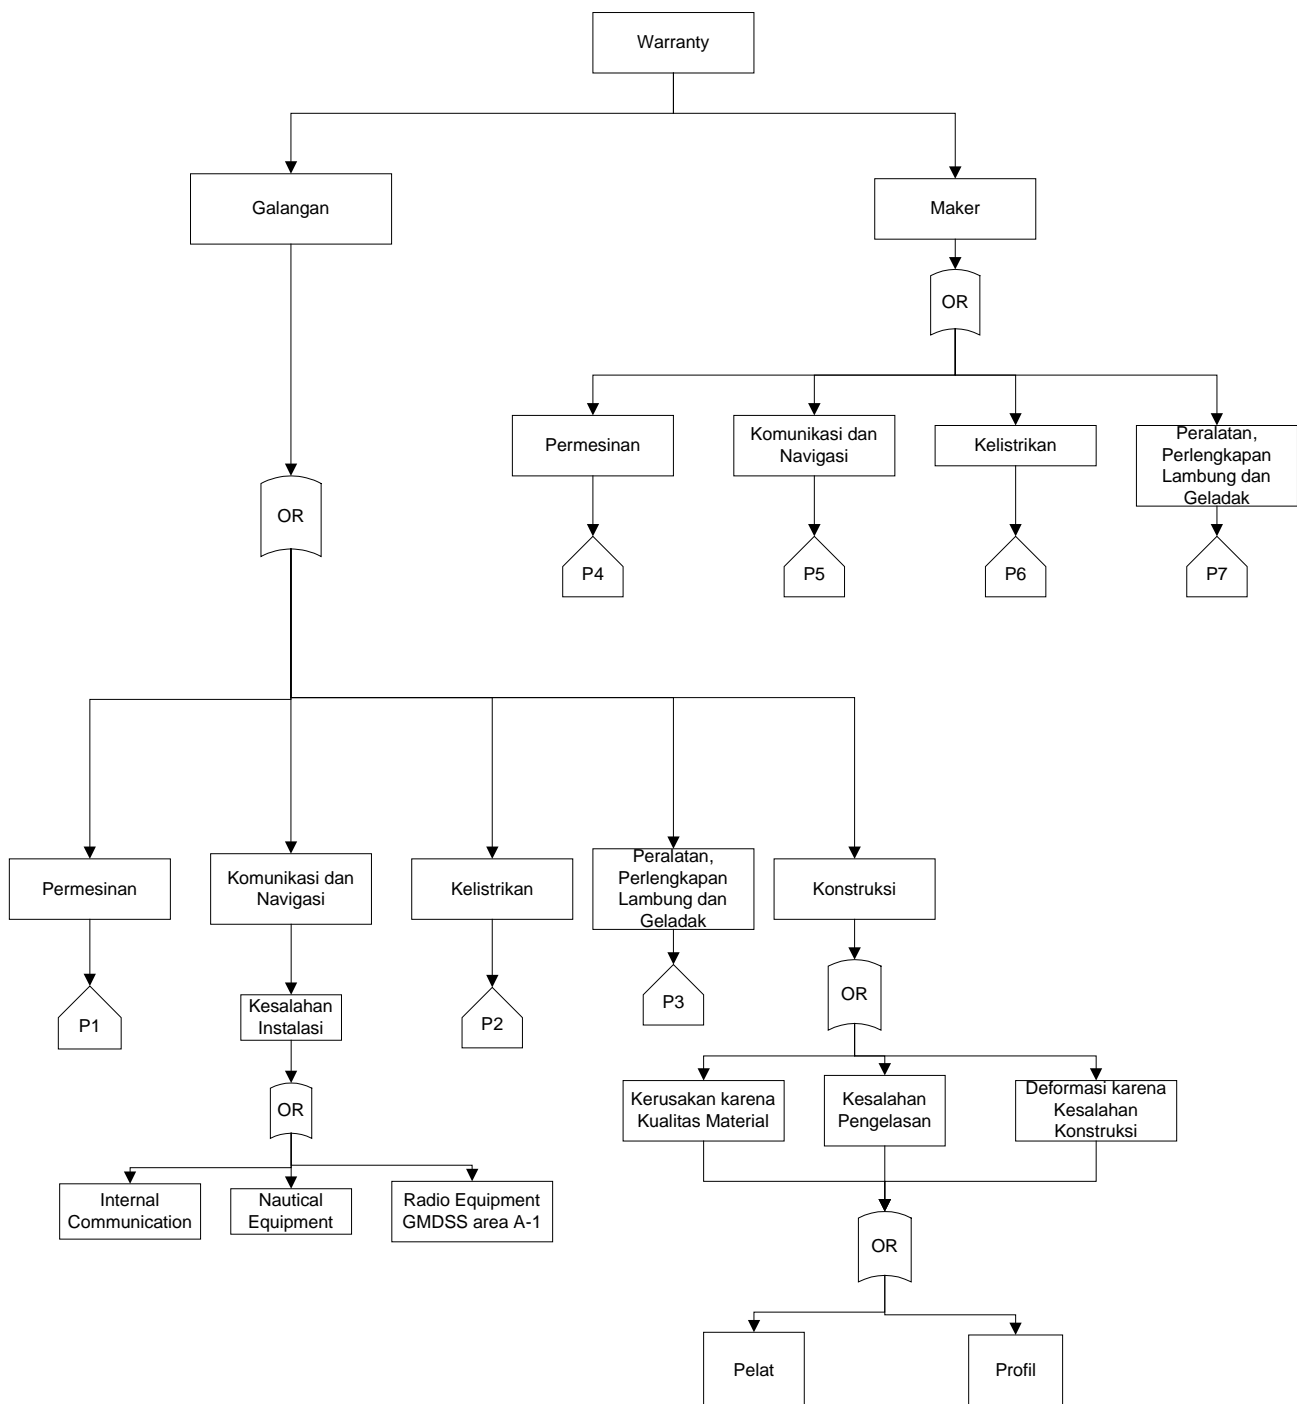 Warranty
Galangan
Maker
OR
Permesinan
Komunikasi dan
Navigasi
Kelistrikan
Peralatan,
Perlengkapan
Lambung dan
Geladak
OR
P4
P5
P6
P7
Permesinan
Komunikasi dan
Navigasi
Kelistrikan
Peralatan,
Perlengkapan
Lambung dan
Geladak
Konstruksi
P1
Kesalahan
Instalasi
P2
P3
OR
OR
Kerusakan karena
Kualitas Material
Kesalahan
Pengelasan
Deformasi karena
Kesalahan
Konstruksi
Internal
Communication
Nautical
Equipment
Radio Equipment
GMDSS area A-1
OR
Pelat
Profil